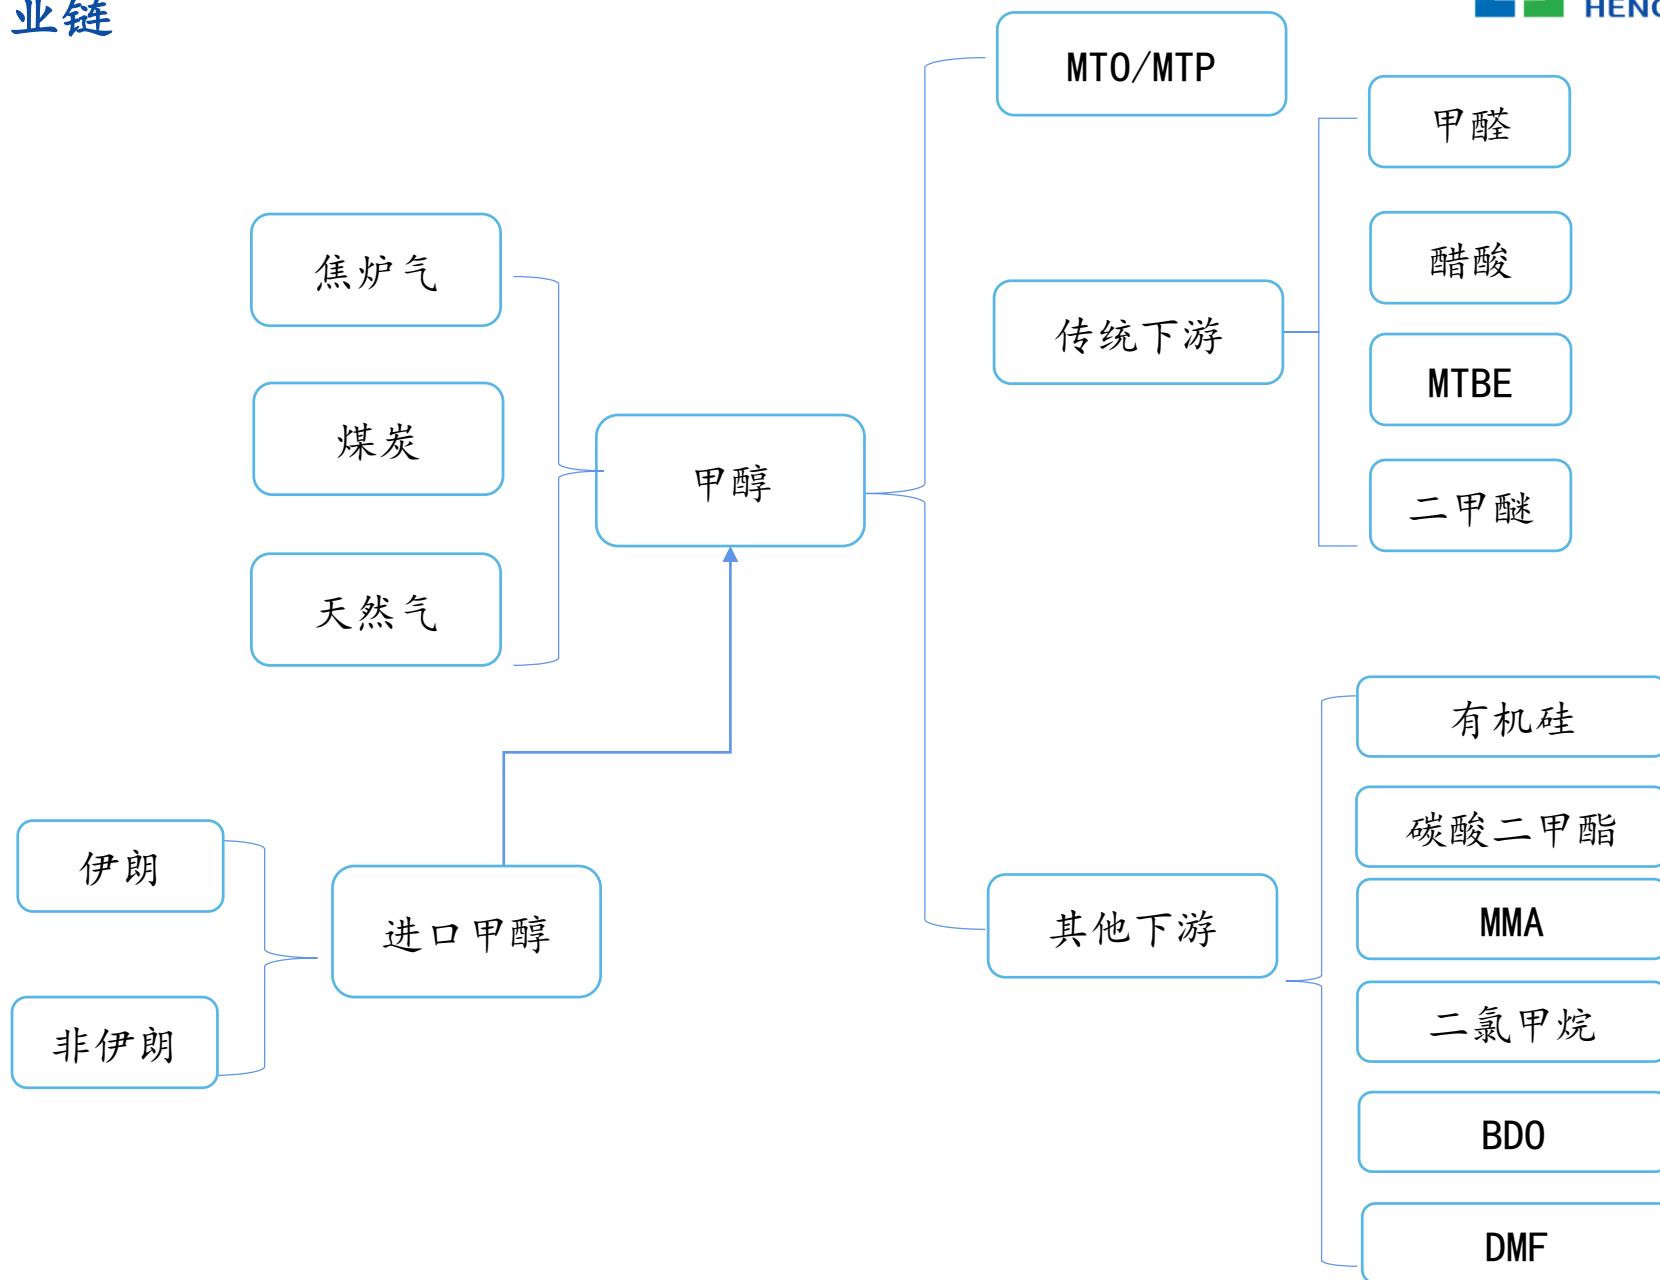 业链
HENG
MTO/MTP
甲醛
醋酸
MTBE
二甲醚
传统下游
焦炉气
煤炭
天然气
甲醇
有机硅
碳酸二甲酯
MMA
二氯甲烷
BDO
DMF
其他下游
伊朗
非伊朗
进口甲醇